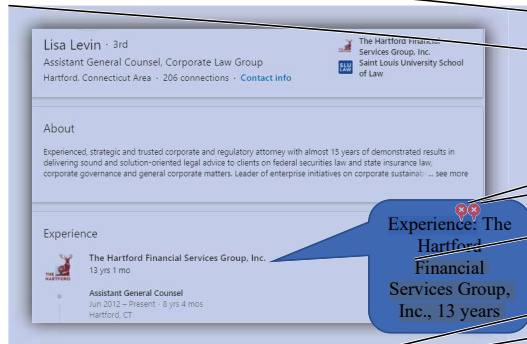 Lisa Levin · 3rd
Assistant General Counsel, Corporate Law Group
Hartford, Connecticut Area · 206 connections · Contact info
The Hartford Financial
Services Group, Inc.
SLU
LAW
Saint Louis University School
of Law
About
Experienced, strategic and trusted corporate and regulatory attorney with almost 15 years of demonstrated results in
delivering sound and solution-oriented legal advice to clients on federal securities law and state insurance law,
corporate governance and general corporate matters. Leader of enterprise initiatives on corporate sustainabi... see more
Experience
THE
HARTFORD
The Hartford Financial Services Group, Inc.
13 yrs 1 mo
Assistant General Counsel
Jun 2012 – Present · 8 yrs 4 mos
Hartford, CT
Experience: The
Hartford
Financial
Services Group,
Inc., 13 years